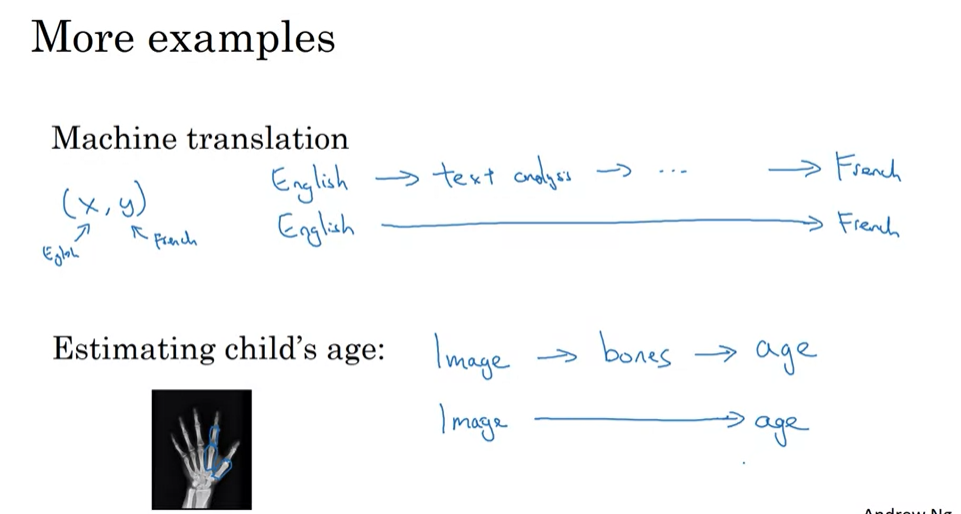 More examples
Machine translation
English → text analysis → ... → French
(x, y)
English → French
French
Estimating child's age:
Image → bones → age
Image → age
Andrew Ng